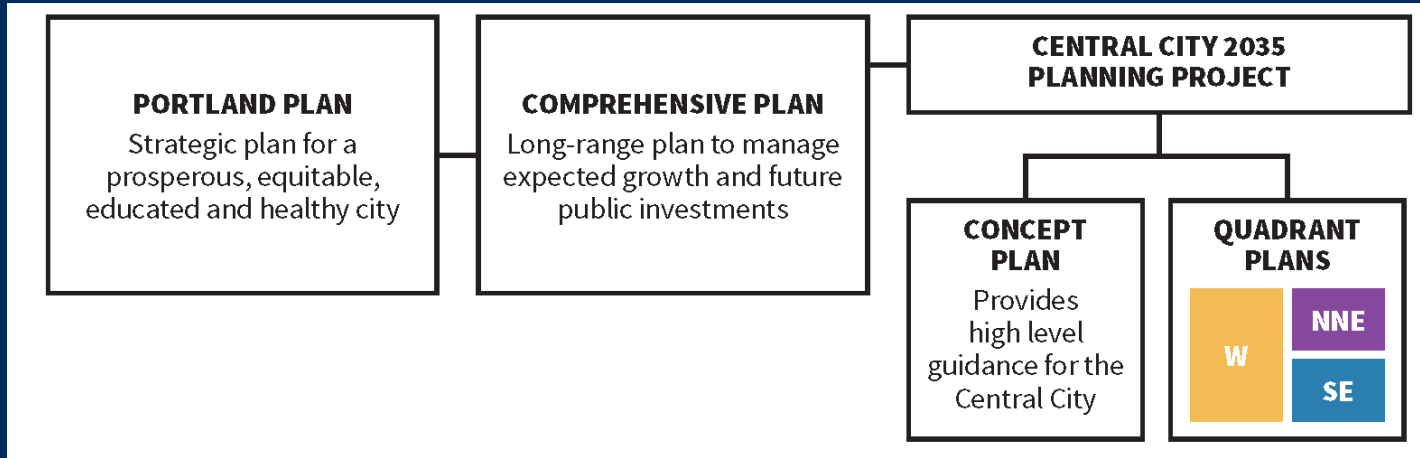 PORTLAND PLAN
Strategic plan for a
prosperous, equitable,
educated and healthy city
COMPREHENSIVE PLAN
Long-range plan to manage
expected growth and future
public investments
CENTRAL CITY 2035
PLANNING PROJECT
CONCEPT
PLAN
Provides
high level
guidance for the
Central City
QUADRANT
PLANS
W
NNE
SE